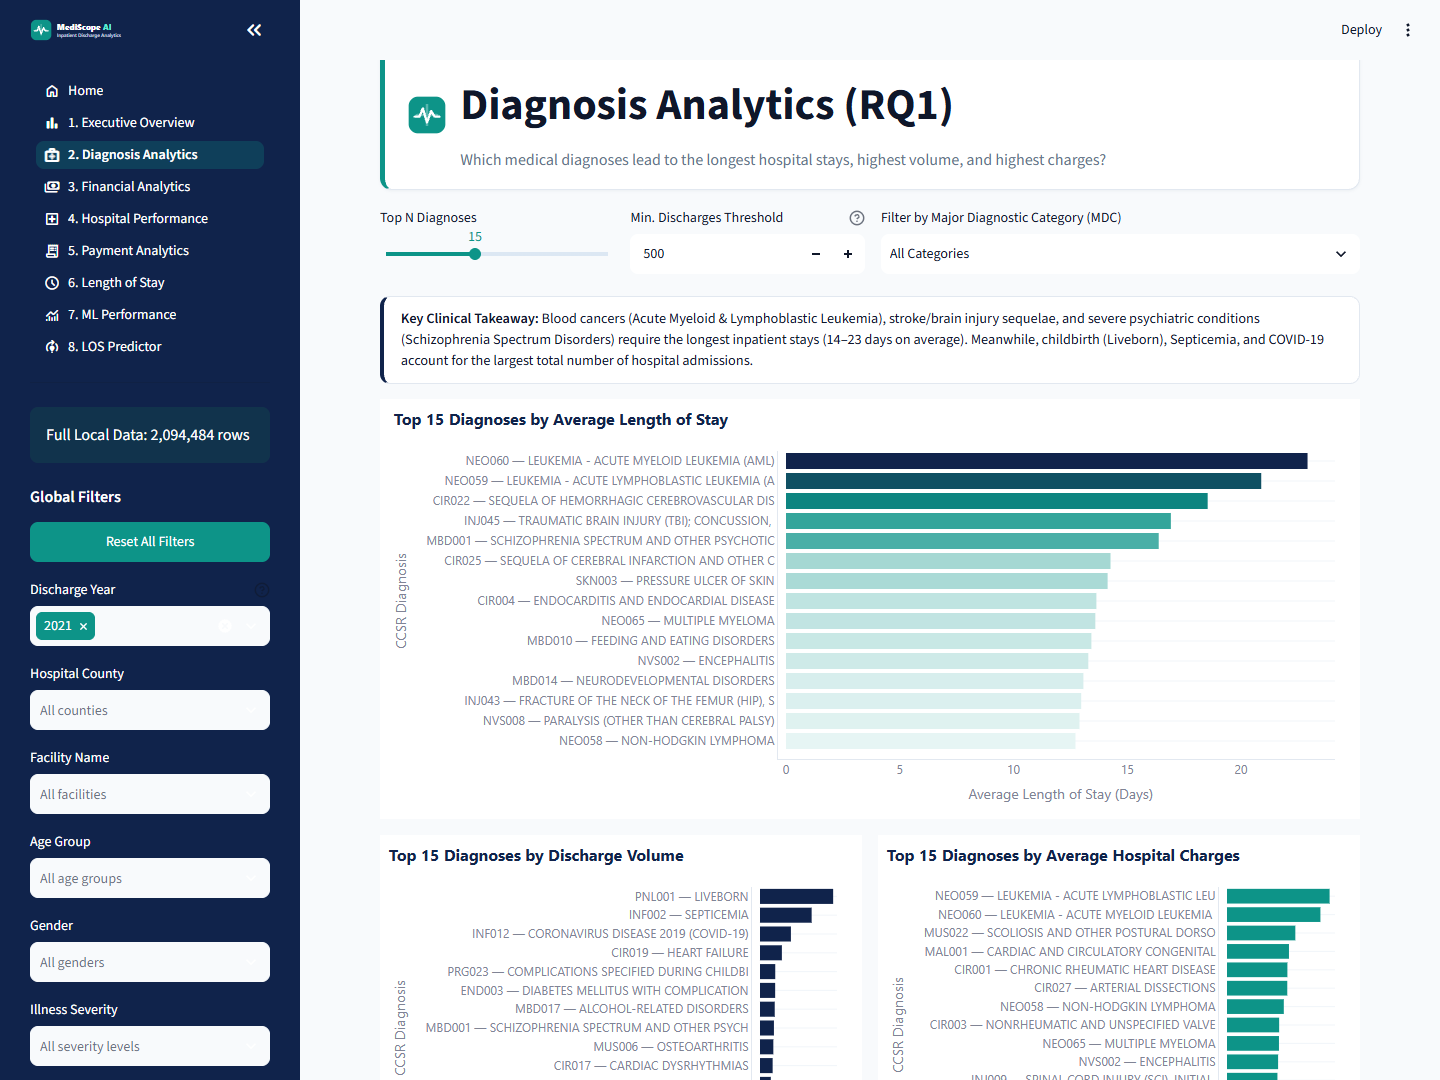 MediScope AI
Inpatient Discharge Analytics
Deploy
Home
1. Executive Overview
2. Diagnosis Analytics
3. Financial Analytics
4. Hospital Performance
5. Payment Analytics
6. Length of Stay
7. ML Performance
8. LOS Predictor
Full Local Data: 2,094,484 rows
Global Filters
Reset All Filters
Discharge Year
2021 ×
Hospital County
All counties
Facility Name
All facilities
Age Group
All age groups
Gender
All genders
Illness Severity
All severity levels
Diagnosis Analytics (RQ1)
Which medical diagnoses lead to the longest hospital stays, highest volume, and highest charges?
Top N Diagnoses
15
Min. Discharges Threshold
500
Filter by Major Diagnostic Category (MDC)
All Categories
Key Clinical Takeaway: Blood cancers (Acute Myeloid & Lymphoblastic Leukemia), stroke/brain injury sequelae, and severe psychiatric conditions
(Schizophrenia Spectrum Disorders) require the longest inpatient stays (14–23 days on average). Meanwhile, childbirth (Liveborn), Septicemia, and COVID-19
account for the largest total number of hospital admissions.
Top 15 Diagnoses by Average Length of Stay
CCSR Diagnosis
NEO060 — LEUKEMIA - ACUTE MYELOID LEUKEMIA (AML)
NEO059 — LEUKEMIA - ACUTE LYMPHOBLASTIC LEUKEMIA (A
CIR022 — SEQUELA OF HEMORRHAGIC CEREBROVASCULAR DIS
INJ045 — TRAUMATIC BRAIN INJURY (TBI); CONCUSSION,
MBD001 — SCHIZOPHRENIA SPECTRUM AND OTHER PSYCHOTIC
CIR025 — SEQUELA OF CEREBRAL INFARCTION AND OTHER C
SKN003 — PRESSURE ULCER OF SKIN
CIR004 — ENDOCARDITIS AND ENDOCARDIAL DISEASE
NEO065 — MULTIPLE MYELOMA
MBD010 — FEEDING AND EATING DISORDERS
NVS002 — ENCEPHALITIS
MBD014 — NEURODEVELOPMENTAL DISORDERS
INJ043 — FRACTURE OF THE NECK OF THE FEMUR (HIP), S
NVS008 — PARALYSIS (OTHER THAN CEREBRAL PALSY)
NEO058 — NON-HODGKIN LYMPHOMA
0 5 10 15 20
Average Length of Stay (Days)
Top 15 Diagnoses by Discharge Volume
CCSR Diagnosis
PNL001 — LIVEBORN
INF002 — SEPTICEMIA
INF012 — CORONAVIRUS DISEASE 2019 (COVID-19)
CIR019 — HEART FAILURE
PRG023 — COMPLICATIONS SPECIFIED DURING CHILDBI
END003 — DIABETES MELLITUS WITH COMPLICATION
MBD017 — ALCOHOL-RELATED DISORDERS
MBD001 — SCHIZOPHRENIA SPECTRUM AND OTHER PSYCH
MUS006 — OSTEOARTHRITIS
CIR017 — CARDIAC DYSRHYTHMIAS
Top 15 Diagnoses by Average Hospital Charges
CCSR Diagnosis
NEO059 — LEUKEMIA - ACUTE LYMPHOBLASTIC LEU
NEO060 — LEUKEMIA - ACUTE MYELOID LEUKEMIA
MUS022 — SCOLIOSIS AND OTHER POSTURAL DORSO
MAL001 — CARDIAC AND CIRCULATORY CONGENITAL
CIR001 — CHRONIC RHEUMATIC HEART DISEASE
CIR027 — ARTERIAL DISSECTIONS
NEO058 — NON-HODGKIN LYMPHOMA
CIR003 — NONRHEUMATIC AND UNSPECIFIED VALVE
NEO065 — MULTIPLE MYELOMA
NVS002 — ENCEPHALITIS
INJ009 — SPINAL CORD INJURY (SCI), INITIAL